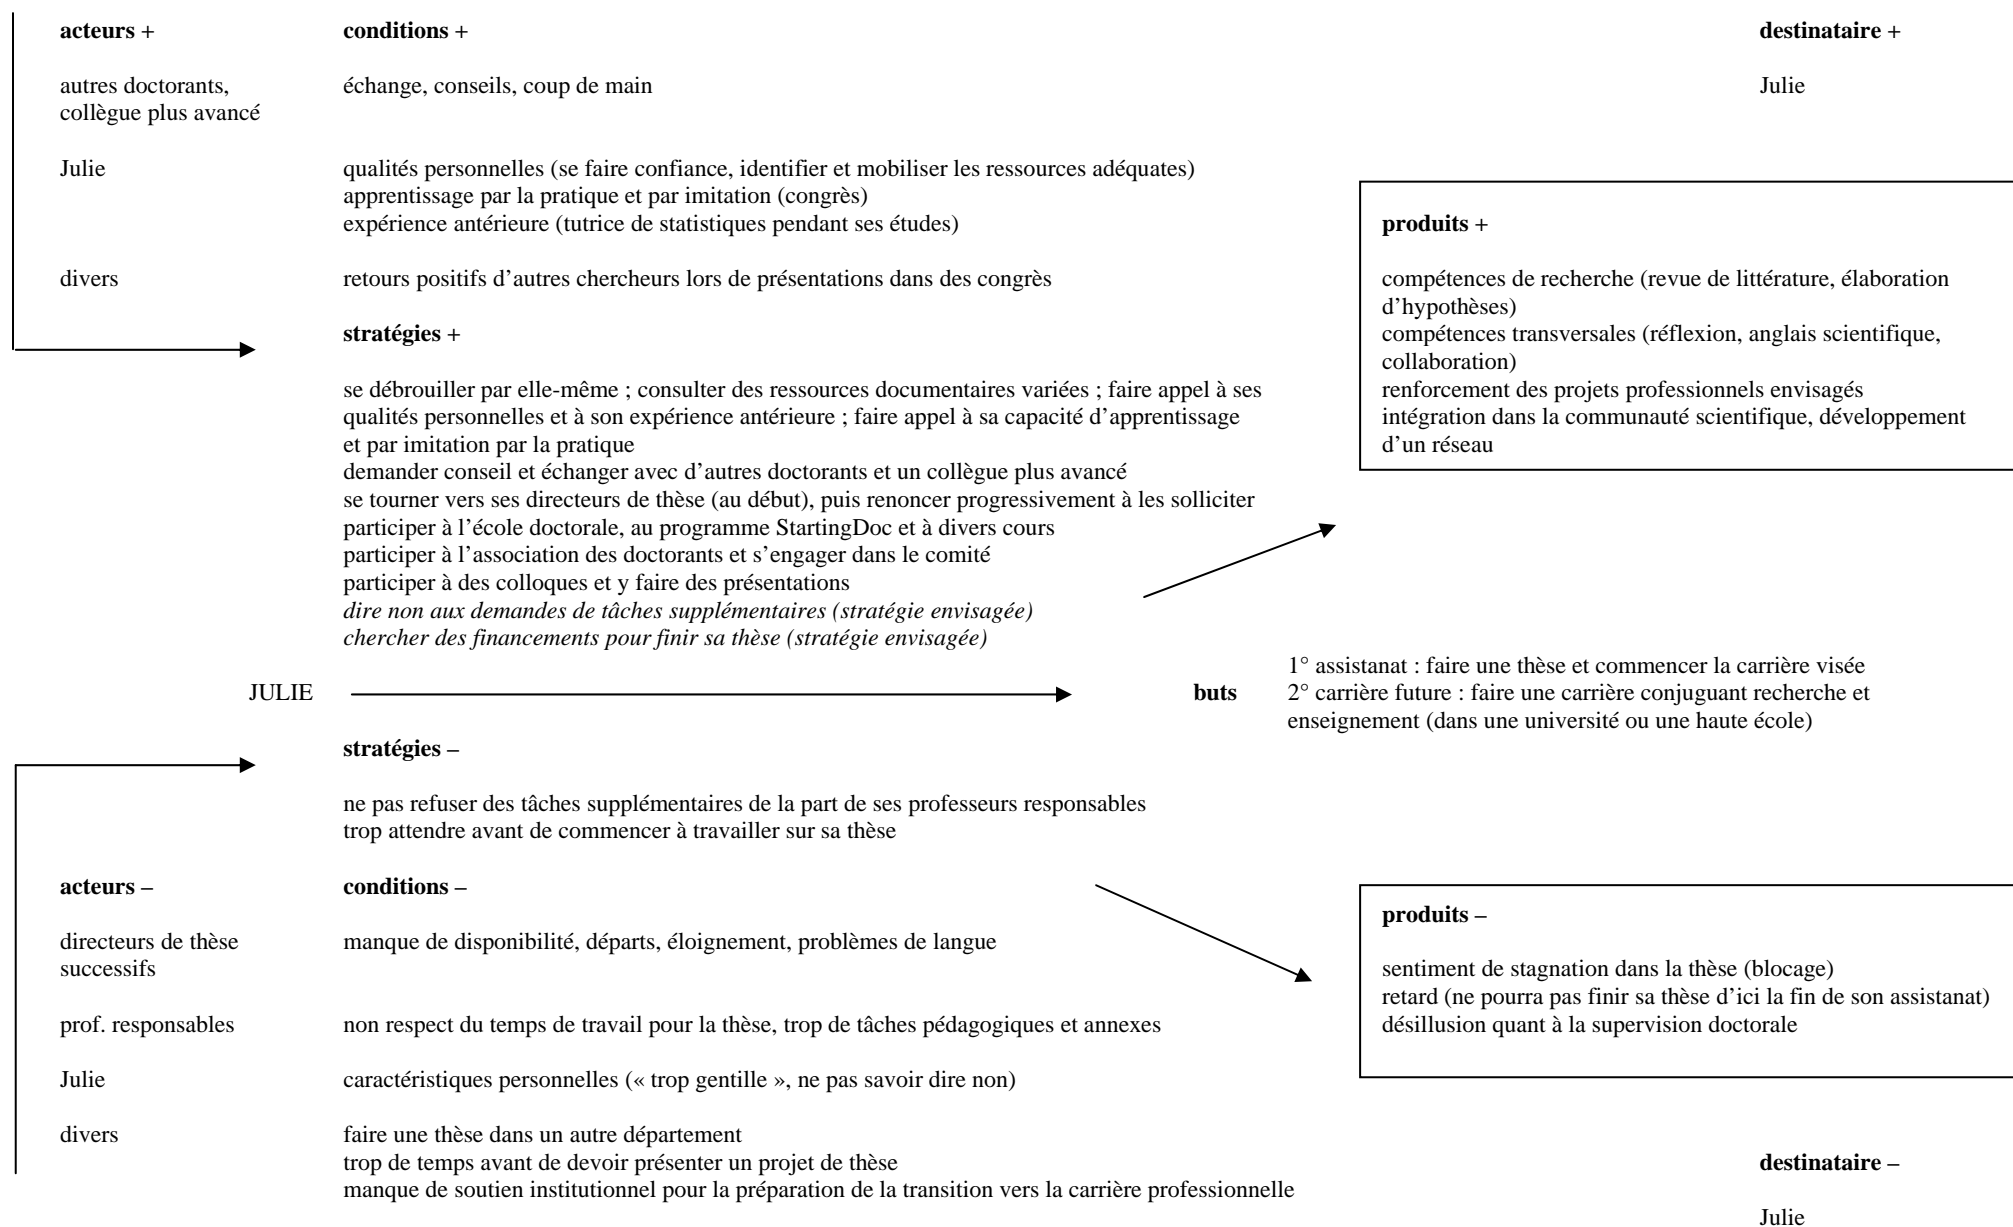 acteurs +
conditions +
destinataire +
autres doctorants,
collègue plus avancé
échange, conseils, coup de main
Julie
Julie
qualités personnelles (se faire confiance, identifier et mobiliser les ressources adéquates)
apprentissage par la pratique et par imitation (congrès)
expérience antérieure (tutrice de statistiques pendant ses études)
divers
retours positifs d'autres chercheurs lors de présentations dans des congrès
produits +
compétences de recherche (revue de littérature, élaboration
d'hypothèses)
compétences transversales (réflexion, anglais scientifique,
collaboration)
renforcement des projets professionnels envisagés
intégration dans la communauté scientifique, développement
d'un réseau
stratégies +
se débrouiller par elle-même ; consulter des ressources documentaires variées ; faire appel à ses
qualités personnelles et à son expérience antérieure ; faire appel à sa capacité d'apprentissage
et par imitation par la pratique
demander conseil et échanger avec d'autres doctorants et un collègue plus avancé
se tourner vers ses directeurs de thèse (au début), puis renoncer progressivement à les solliciter
participer à l'école doctorale, au programme StartingDoc et à divers cours
participer à l'association des doctorants et s'engager dans le comité
participer à des colloques et y faire des présentations
dire non aux demandes de tâches supplémentaires (stratégie envisagée)
chercher des financements pour finir sa thèse (stratégie envisagée)
JULIE
buts
1° assistanat : faire une thèse et commencer la carrière visée
2° carrière future : faire une carrière conjuguant recherche et
enseignement (dans une université ou une haute école)
stratégies –
ne pas refuser des tâches supplémentaires de la part de ses professeurs responsables
trop attendre avant de commencer à travailler sur sa thèse
acteurs –
conditions –
directeurs de thèse
successifs
manque de disponibilité, départs, éloignement, problèmes de langue
prof. responsables
non respect du temps de travail pour la thèse, trop de tâches pédagogiques et annexes
Julie
caractéristiques personnelles (« trop gentille », ne pas savoir dire non)
divers
faire une thèse dans un autre département
trop de temps avant de devoir présenter un projet de thèse
manque de soutien institutionnel pour la préparation de la transition vers la carrière professionnelle
produits –
sentiment de stagnation dans la thèse (blocage)
retard (ne pourra pas finir sa thèse d'ici la fin de son assistanat)
désillusion quant à la supervision doctorale
destinataire –
Julie